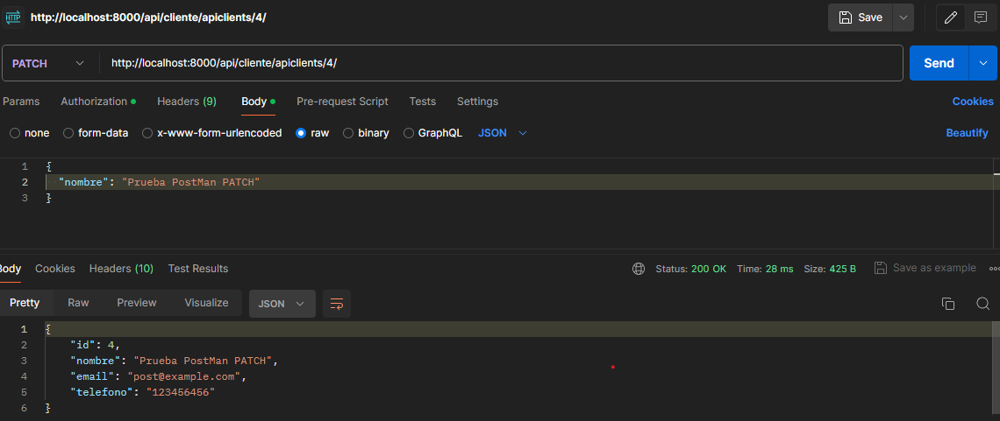 HTTP http://localhost:8000/api/cliente/apiclients/4/ Save
PATCH http://localhost:8000/api/cliente/apiclients/4/ Send
Params Authorization Headers (9) Body Pre-request Script Tests Settings Cookies
none form-data x-www-form-urlencoded raw binary GraphQL JSON Beautify
1 {
2 "nombre": "Prueba PostMan PATCH"
3 }
Body Cookies Headers (10) Test Results Status: 200 OK Time: 28 ms Size: 425 B Save as example
Pretty Raw Preview Visualize JSON
1 {
2 "id": 4,
3 "nombre": "Prueba PostMan PATCH",
4 "email": "post@example.com",
5 "telefono": "123456456"
6 }